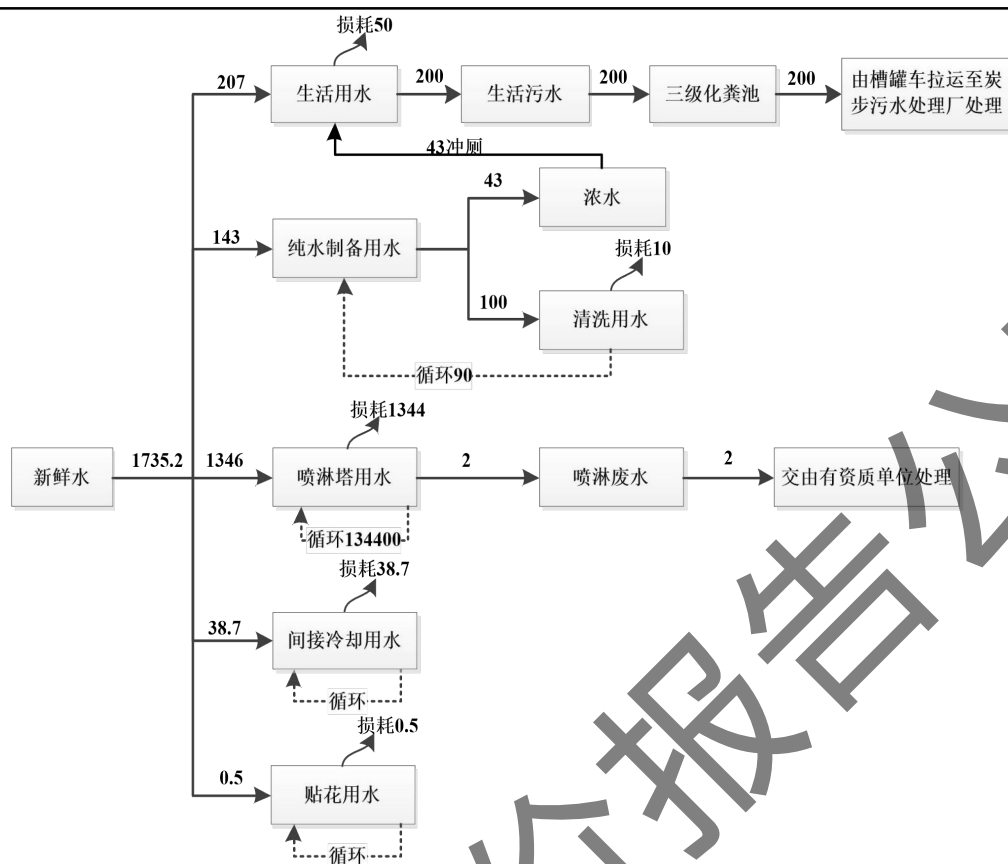 损耗50
207
生活用水
200
生活污水
200
三级化粪池
200
由槽罐车拉运至炭
步污水处理厂处理
43冲厕
43
浓水
143
纯水制备用水
损耗10
100
清洗用水
循环90
损耗1344
新鲜水
1735.2
1346
喷淋塔用水
2
喷淋废水
2
交由有资质单位处理
循环134400
损耗38.7
38.7
间接冷却用水
循环
损耗0.5
0.5
贴花用水
循环
价报告公